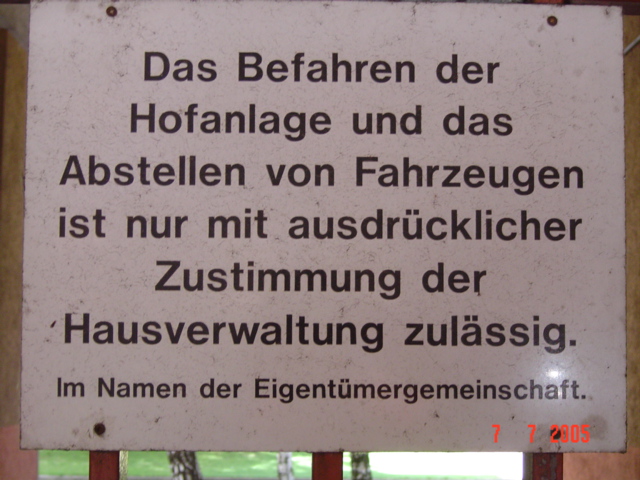 Das Befahren der
Hofanlage und das
Abstellen von Fahrzeugen
ist nur mit ausdrücklicher
Zustimmung der
Hausverwaltung zulässig.
Im Namen der Eigentümergemeinschaft.
7 7 2005